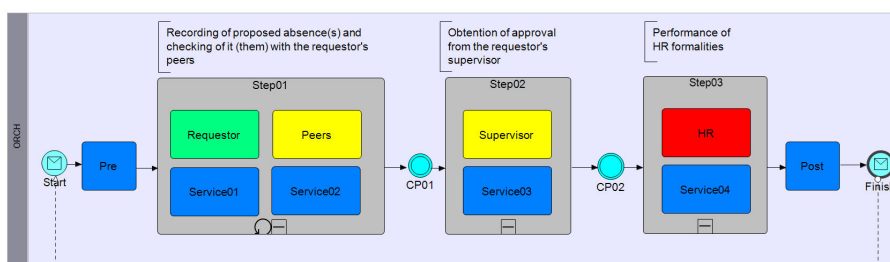 Recording of proposed absence(s) and
checking of it (them) with the requestor's
peers
Obtention of approval
from the requestor's
supervisor
Performance of
HR formalities
ORCH
Start
Pre
Step01
Requestor
Peers
Service01
Service02
CP01
Step02
Supervisor
Service03
CP02
Step03
HR
Service04
Post
Finish